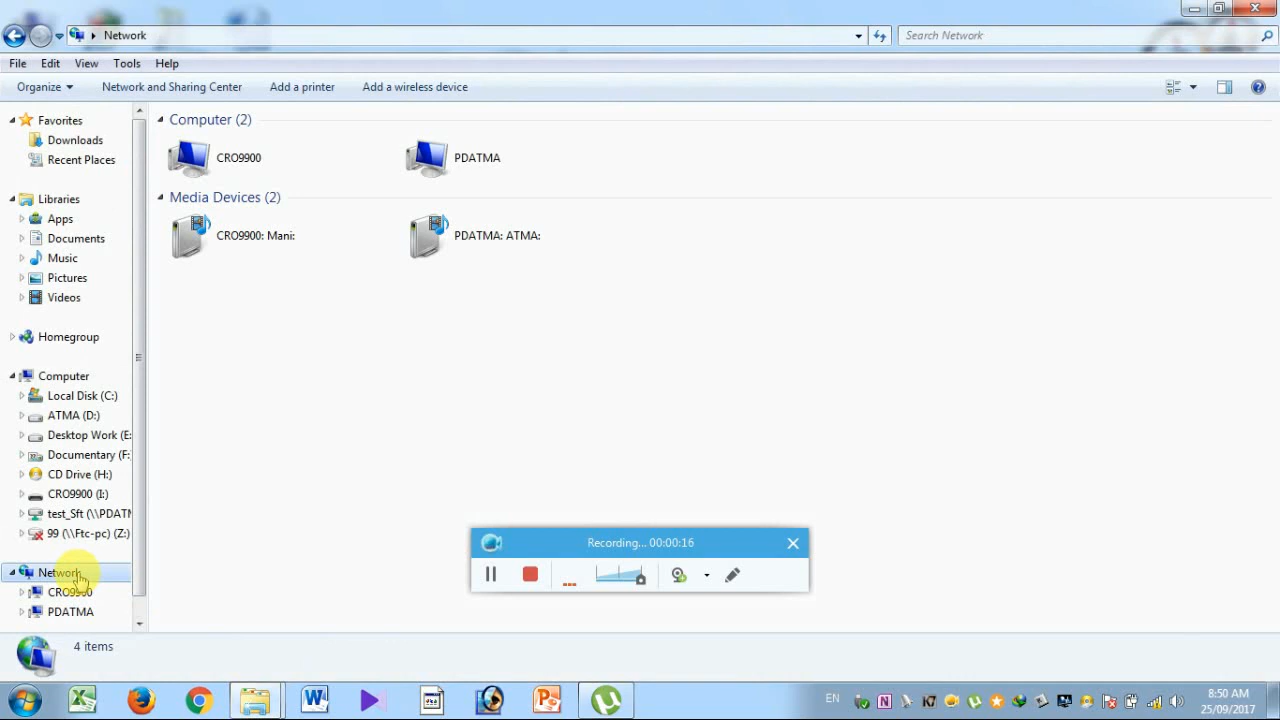 Network
Search Network
File Edit View Tools Help
Organize Network and Sharing Center Add a printer Add a wireless device
Favorites
Downloads
Recent Places
Libraries
Apps
Documents
Music
Pictures
Videos
Homegroup
Computer
Local Disk (C:)
ATMA (D:)
Desktop Work (E:
Documentary (F:
CD Drive (H:)
CRO9900 (I:)
test_Sft (\\PDATM
99 (\\Ftc-pc) (Z:)
Network
CRO9900
PDATMA
Computer (2)
CRO9900 PDATMA
Media Devices (2)
CRO9900: Mani: PDATMA: ATMA:
Recording... 00:00:16
4 items
EN
8:50 AM
25/09/2017